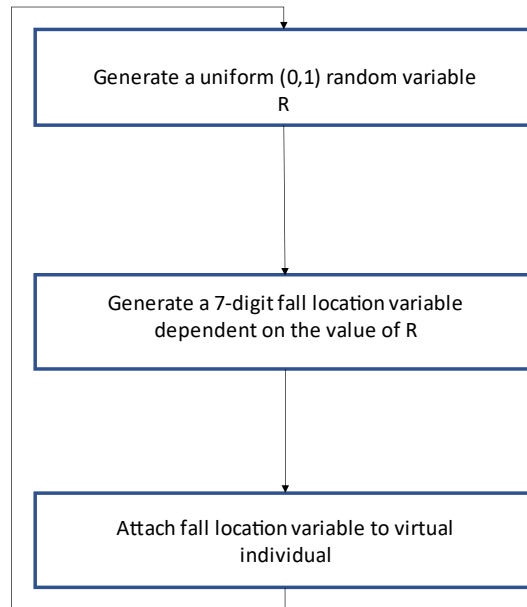 Generate a uniform (0,1) random variable
R
Generate a 7-digit fall location variable
dependent on the value of R
Attach fall location variable to virtual
individual